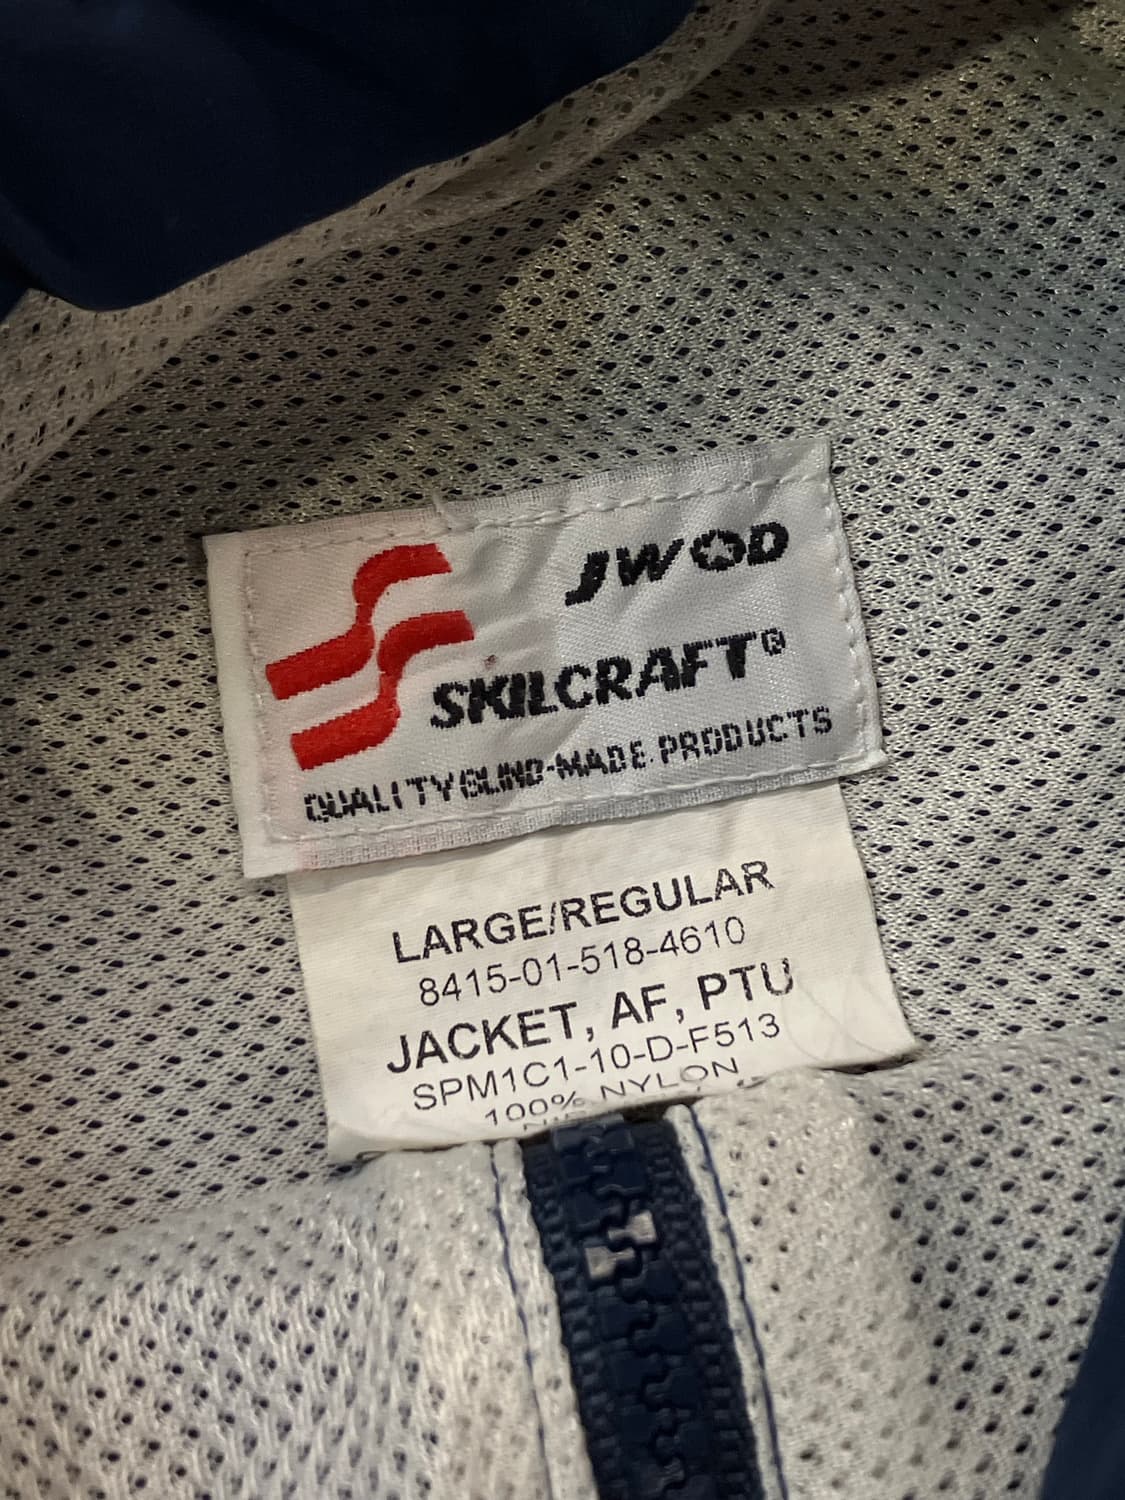 JWOD
SKILCRAFT®
QUALITY BLIND-MADE PRODUCTS
LARGE/REGULAR
8415-01-518-4610
JACKET, AF, PTU
SPM1C1-10-D-F513
100% NYLON